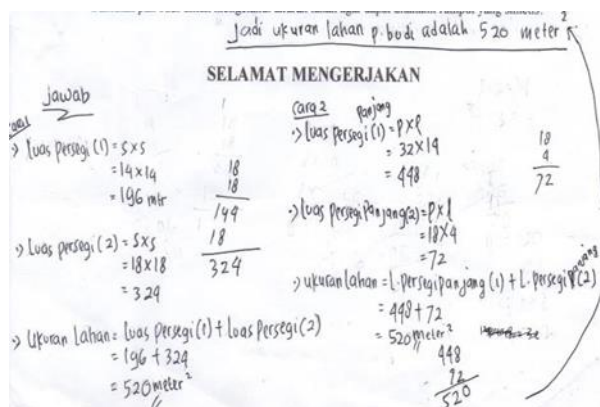 Jadi ukuran lahan p. bodi adalah 520 meter²
SELAMAT MENGERJAKAN
Jawab
.) luas persegi (1) = s x s
= 14 x 14
= 196 mtr
18
18
144
18
324
.) Luas persegi (2) = s x s
= 18 x 18
= 324
.) Ukuran Lahan = luas persegi (1) + luas persegi (2)
= 196 + 324
= 520 meter²
Cara 2
panjang
.) luas persegi (1) = p x l
= 32 x 14
= 448
18
4
72
.) luas persegi panjang (2) = p x l
= 18 x 4
= 72
.) ukuran lahan = L. persegi panjang (1) + L. persegi panjang (2)
= 448 + 72
= 520 meter²
448
72
520